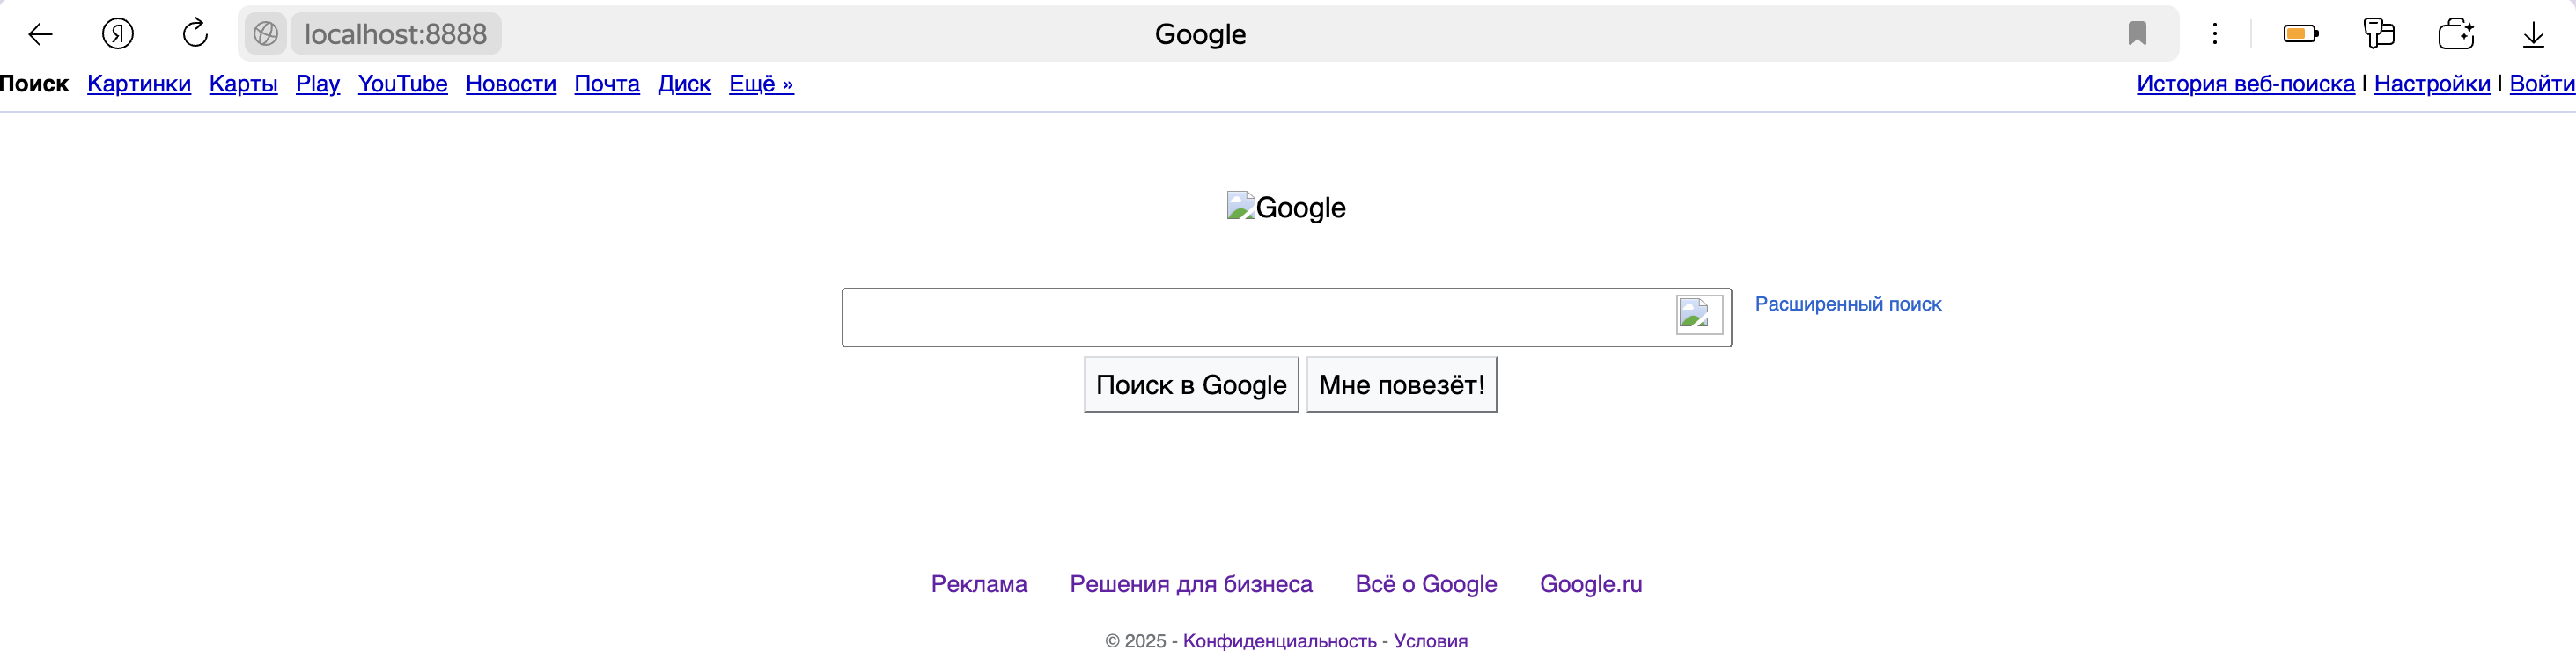 Я localhost:8888 Google
Поиск Картинки Карты Play YouTube Новости Почта Диск Ещё » История веб-поиска | Настройки | Войти
Google
Расширенный поиск
Поиск в Google Мне повезёт!
Реклама Решения для бизнеса Всё о Google Google.ru
© 2025 - Конфиденциальность - Условия